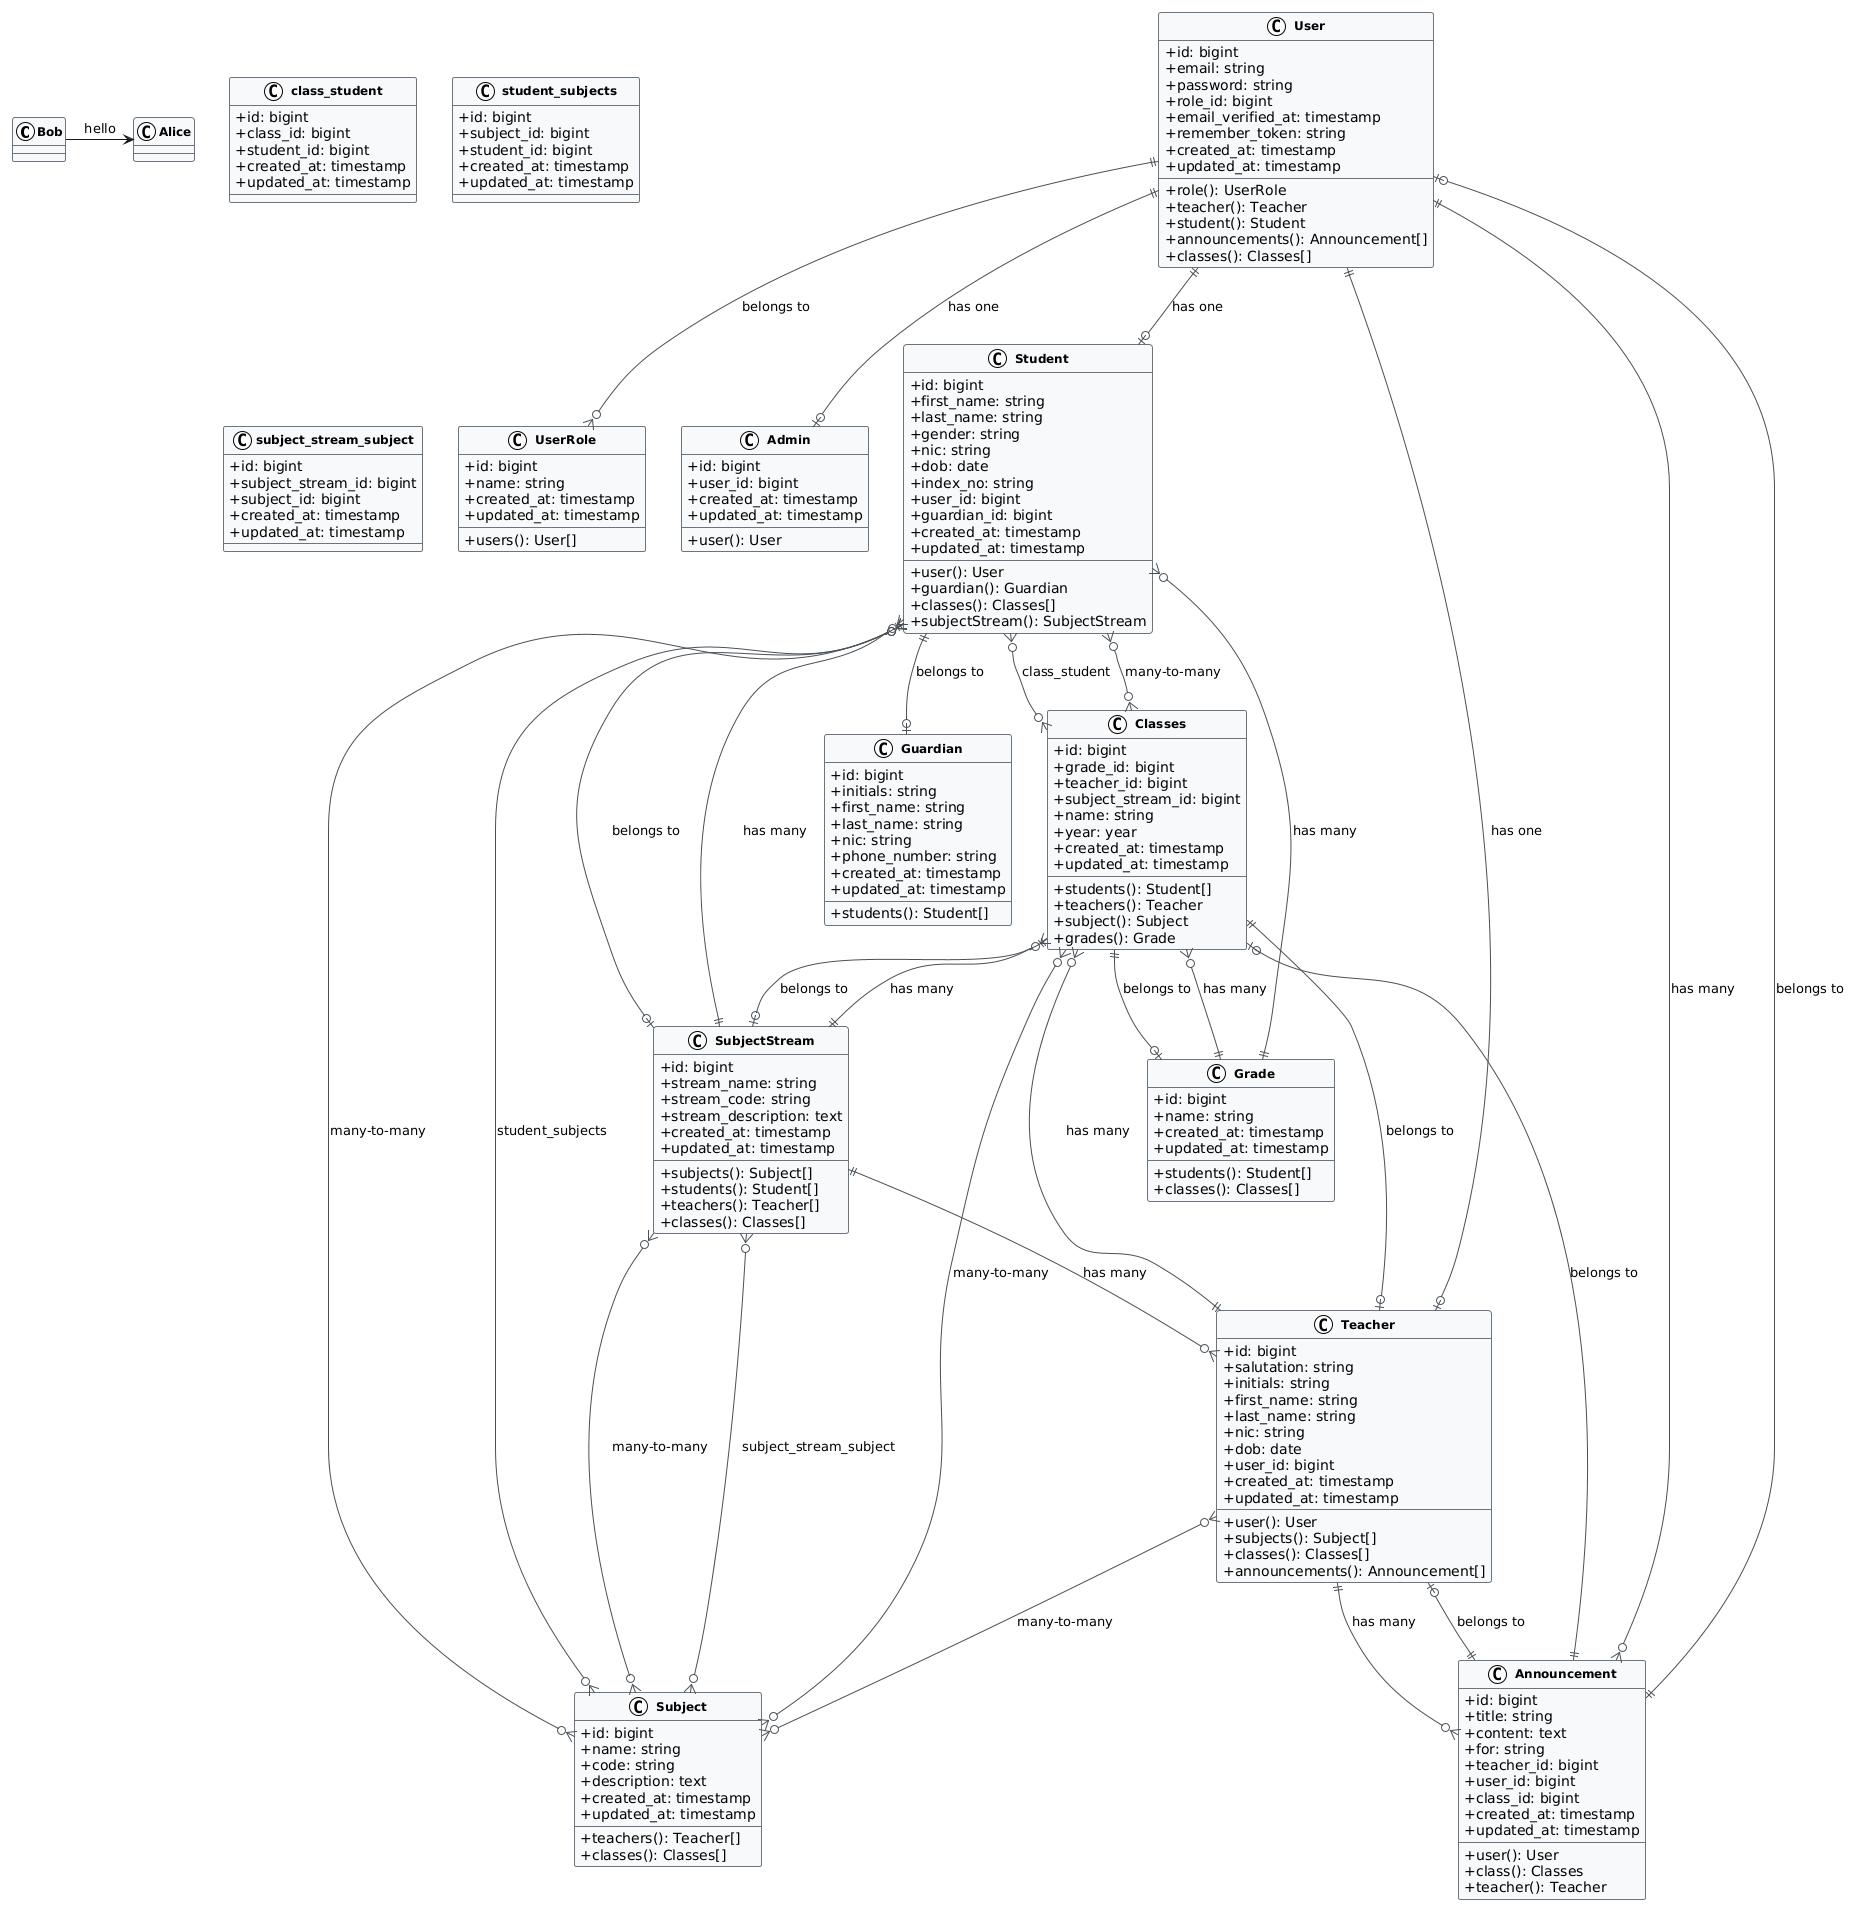 User
+id: bigint
+email: string
+password: string
+role_id: bigint
+email_verified_at: timestamp
+remember_token: string
+created_at: timestamp
+updated_at: timestamp
+role(): UserRole
+teacher(): Teacher
+student(): Student
+announcements(): Announcement[]
+classes(): Classes[]
Bob
hello
Alice
class_student
+id: bigint
+class_id: bigint
+student_id: bigint
+created_at: timestamp
+updated_at: timestamp
student_subjects
+id: bigint
+subject_id: bigint
+student_id: bigint
+created_at: timestamp
+updated_at: timestamp
belongs to
has one
has one
Student
+id: bigint
+first_name: string
+last_name: string
+gender: string
+nic: string
+dob: date
+index_no: string
+user_id: bigint
+guardian_id: bigint
+created_at: timestamp
+updated_at: timestamp
+user(): User
+guardian(): Guardian
+classes(): Classes[]
+subjectStream(): SubjectStream
subject_stream_subject
+id: bigint
+subject_stream_id: bigint
+subject_id: bigint
+created_at: timestamp
+updated_at: timestamp
UserRole
+id: bigint
+name: string
+created_at: timestamp
+updated_at: timestamp
+users(): User[]
Admin
+id: bigint
+user_id: bigint
+created_at: timestamp
+updated_at: timestamp
+user(): User
belongs to
class_student
many-to-many
Guardian
+id: bigint
+initials: string
+first_name: string
+last_name: string
+nic: string
+phone_number: string
+created_at: timestamp
+updated_at: timestamp
+students(): Student[]
Classes
+id: bigint
+grade_id: bigint
+teacher_id: bigint
+subject_stream_id: bigint
+name: string
+year: year
+created_at: timestamp
+updated_at: timestamp
+students(): Student[]
+teachers(): Teacher
+subject(): Subject
+grades(): Grade
belongs to
has many
has many
has one
belongs to
has many
belongs to
has many
has many
belongs to
SubjectStream
+id: bigint
+stream_name: string
+stream_code: string
+stream_description: text
+created_at: timestamp
+updated_at: timestamp
+subjects(): Subject[]
+students(): Student[]
+teachers(): Teacher[]
+classes(): Classes[]
Grade
+id: bigint
+name: string
+created_at: timestamp
+updated_at: timestamp
+students(): Student[]
+classes(): Classes[]
many-to-many
student_subjects
has many
belongs to
many-to-many
has many
belongs to
Teacher
+id: bigint
+salutation: string
+initials: string
+first_name: string
+last_name: string
+nic: string
+dob: date
+user_id: bigint
+created_at: timestamp
+updated_at: timestamp
+user(): User
+subjects(): Subject[]
+classes(): Classes[]
+announcements(): Announcement[]
many-to-many
subject_stream_subject
many-to-many
has many
belongs to
Subject
+id: bigint
+name: string
+code: string
+description: text
+created_at: timestamp
+updated_at: timestamp
+teachers(): Teacher[]
+classes(): Classes[]
Announcement
+id: bigint
+title: string
+content: text
+for: string
+teacher_id: bigint
+user_id: bigint
+class_id: bigint
+created_at: timestamp
+updated_at: timestamp
+user(): User
+class(): Classes
+teacher(): Teacher